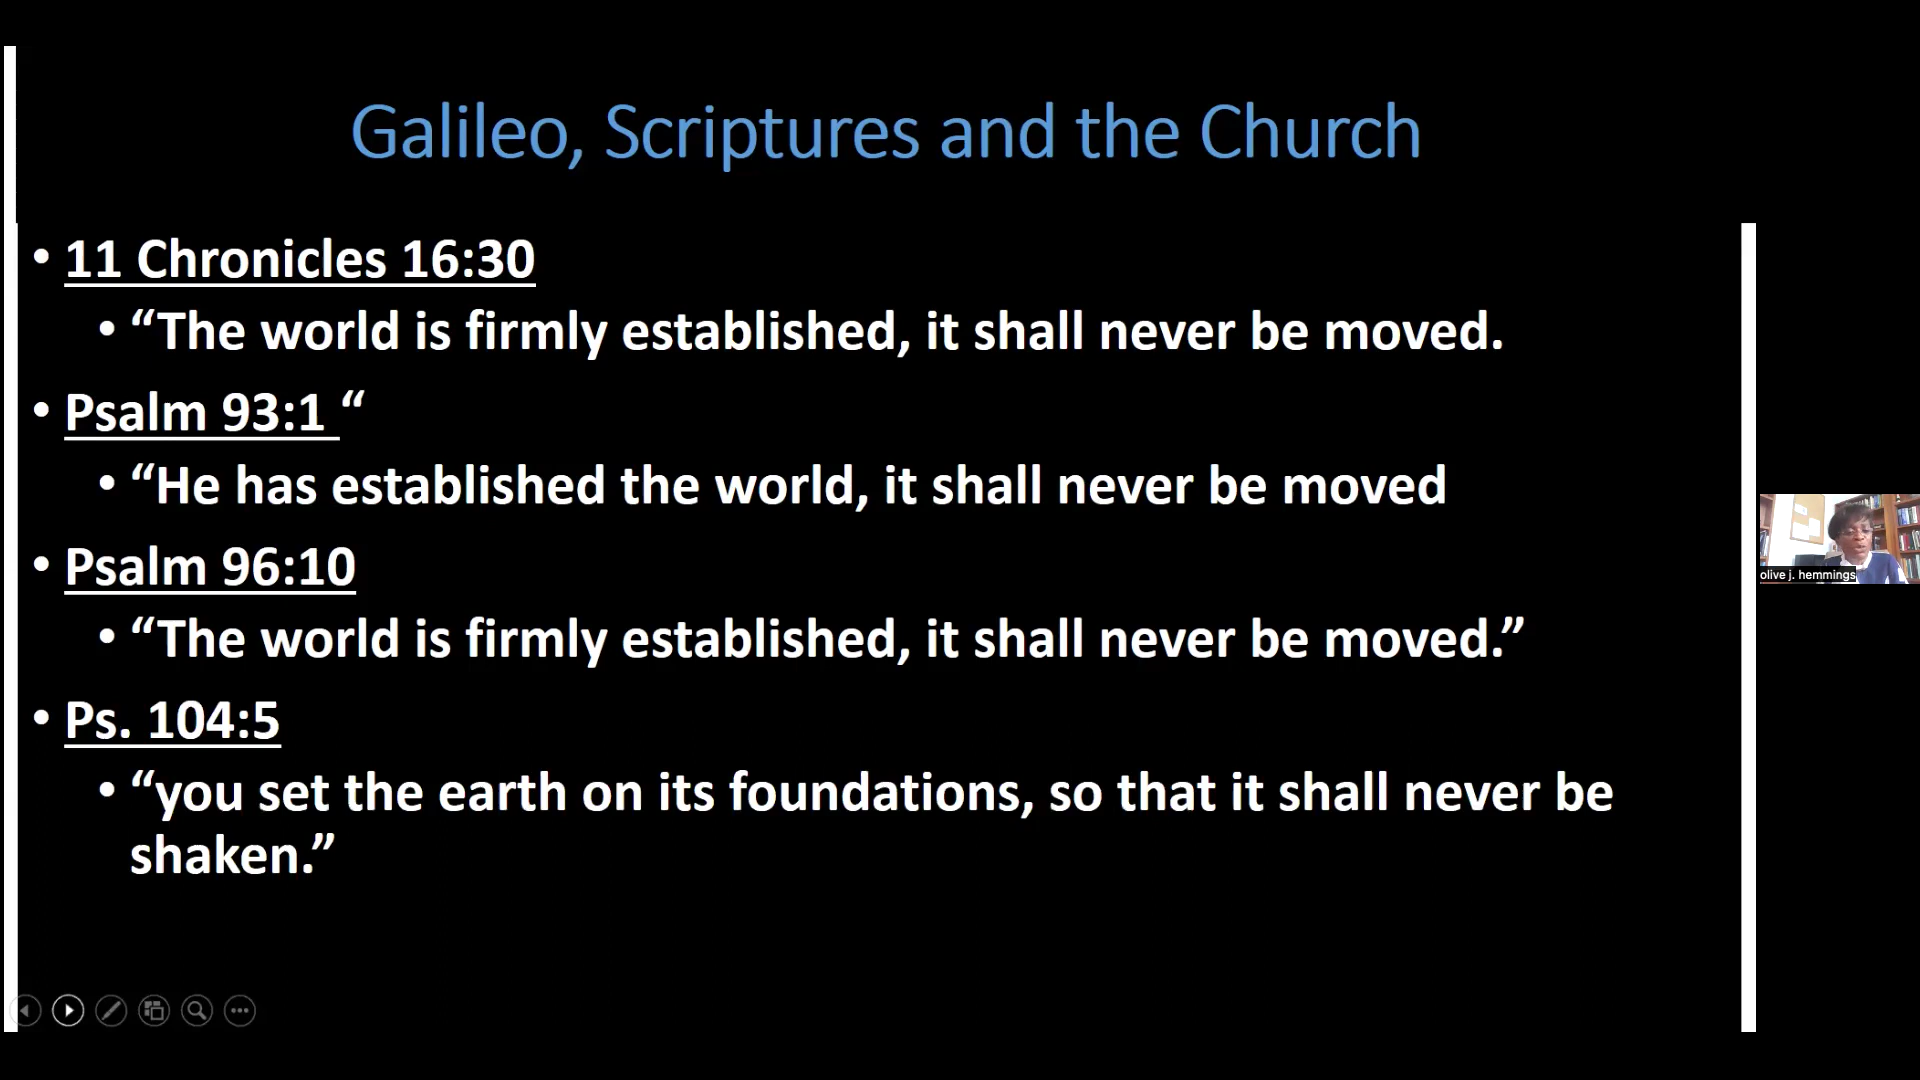 Galileo, Scriptures and the Church
• 11 Chronicles 16:30
• “The world is firmly established, it shall never be moved.
• Psalm 93:1 “
• “He has established the world, it shall never be moved
• Psalm 96:10
• “The world is firmly established, it shall never be moved.”
• Ps. 104:5
• “you set the earth on its foundations, so that it shall never be
shaken.”
olive j. hemmings